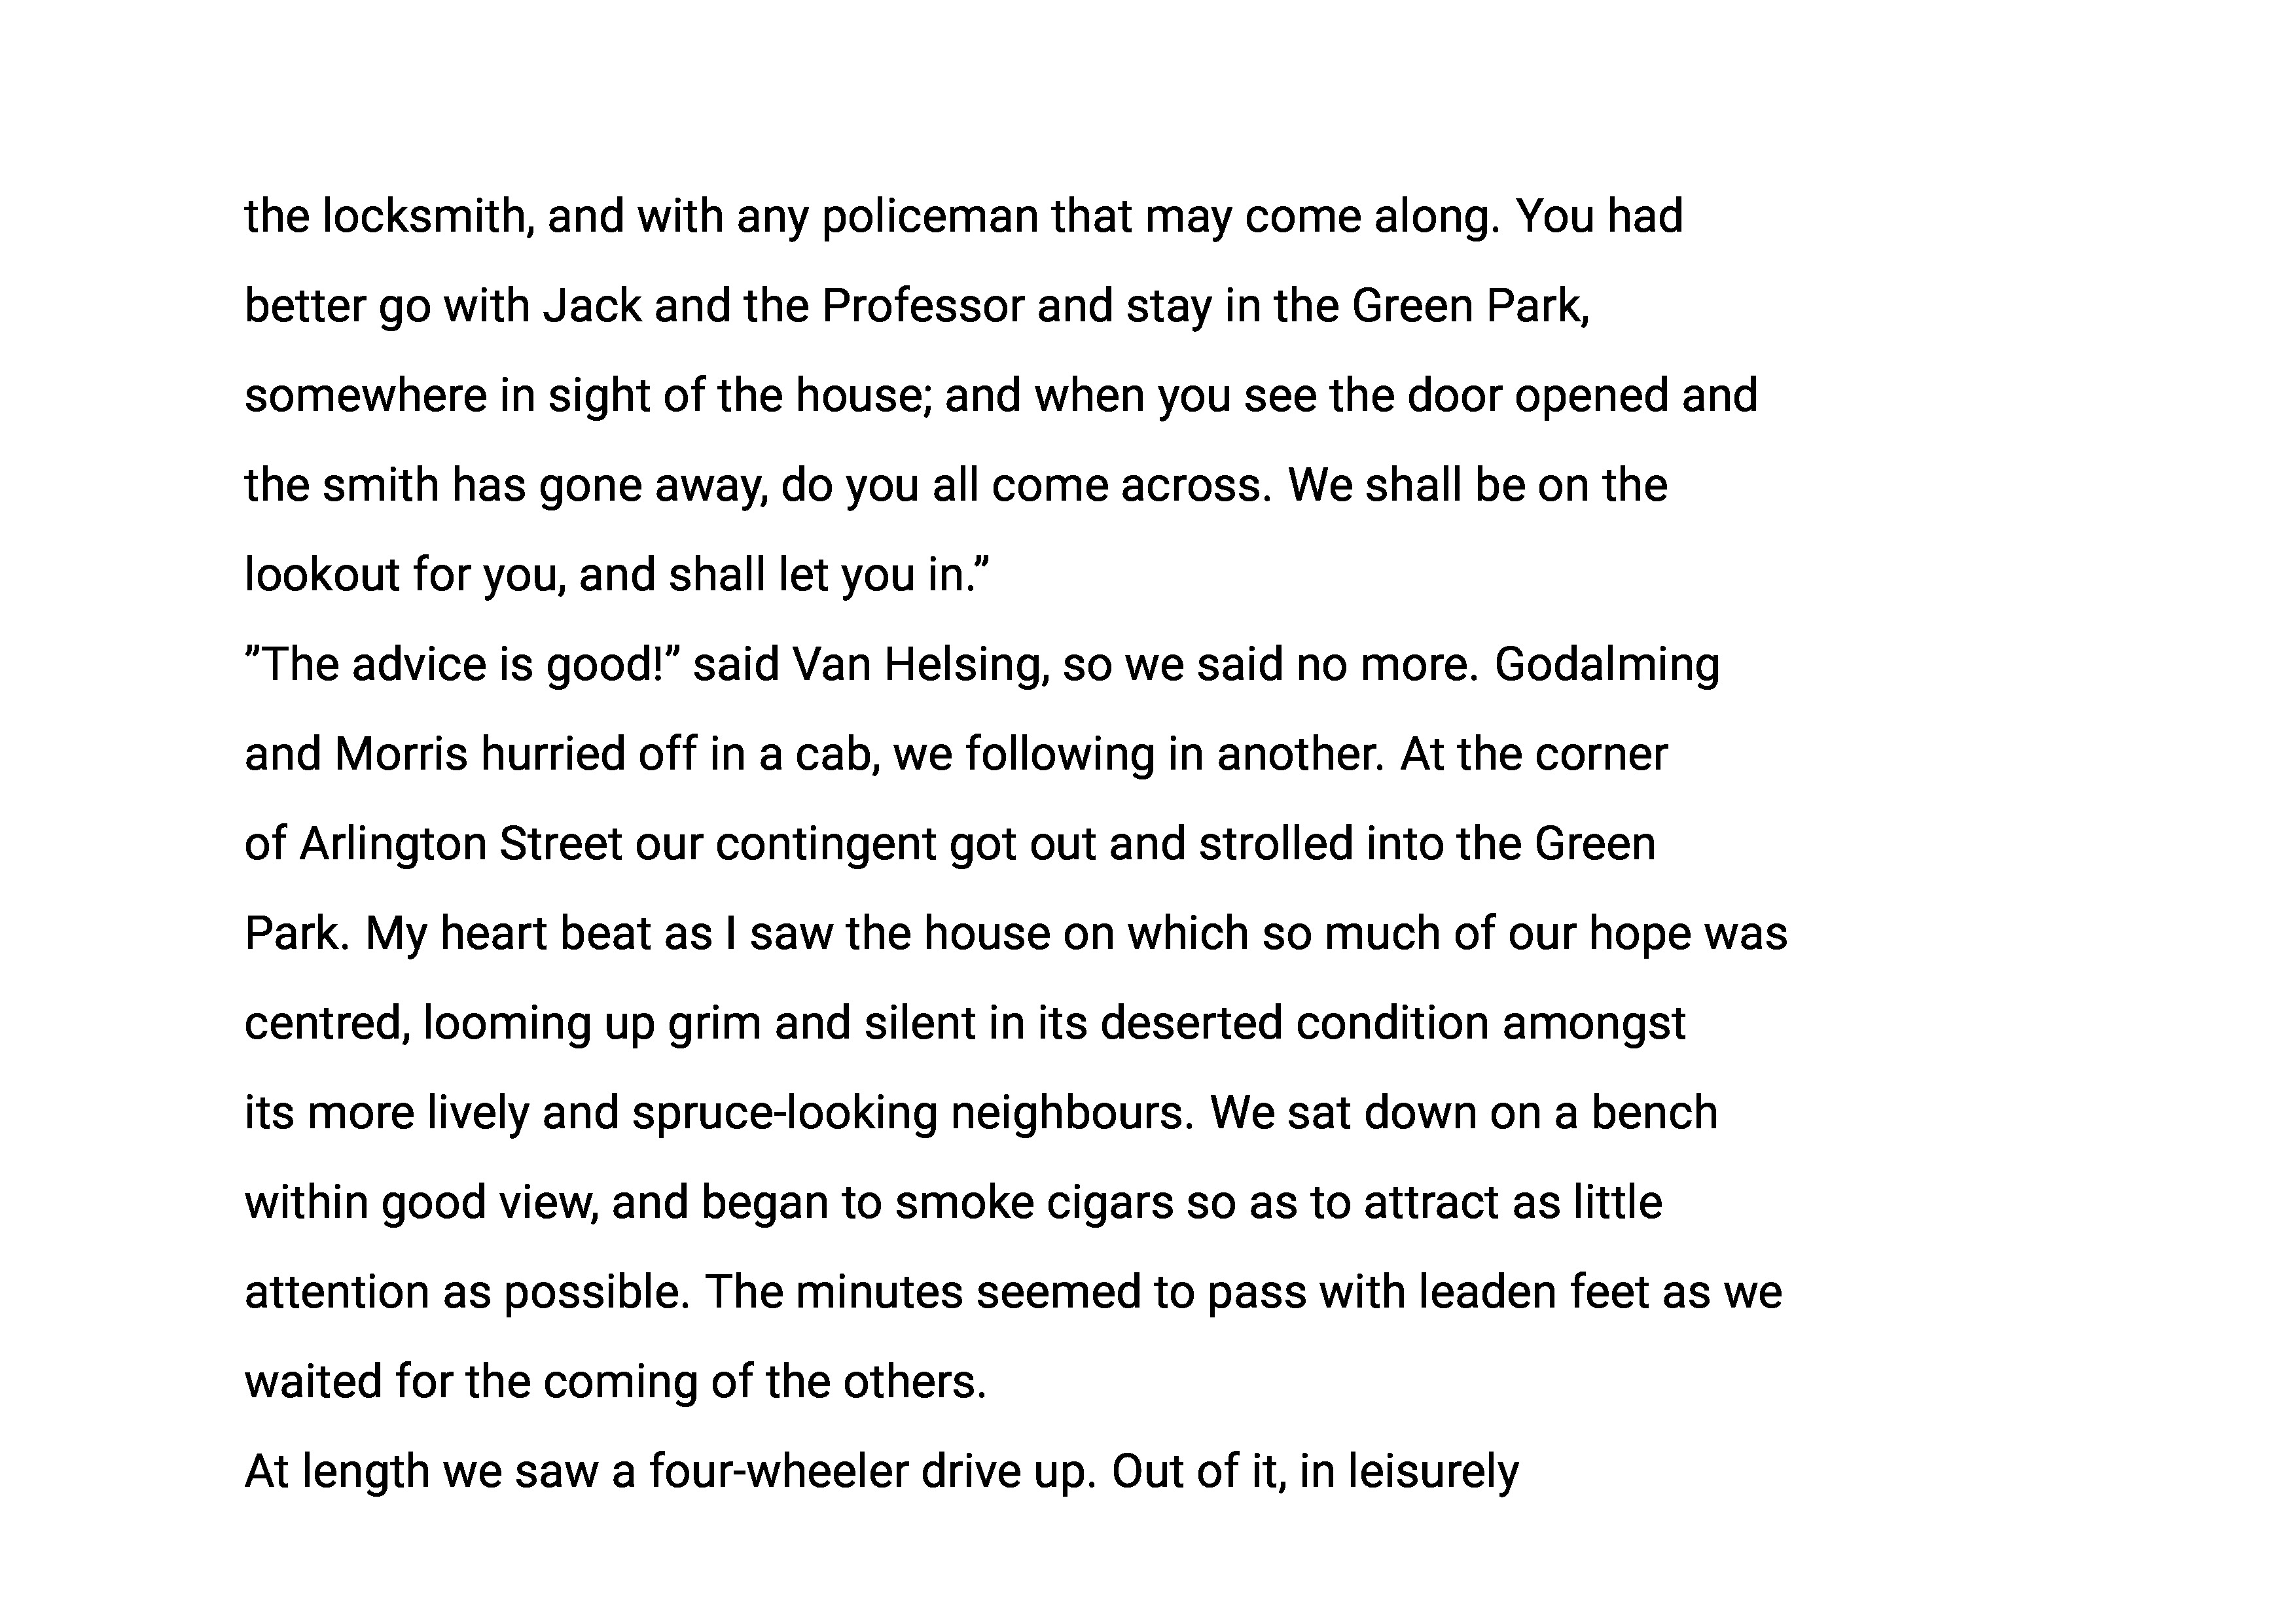 the locksmith, and with any policeman that may come along. You had
better go with Jack and the Professor and stay in the Green Park,
somewhere in sight of the house; and when you see the door opened and
the smith has gone away, do you all come across. We shall be on the
lookout for you, and shall let you in.”
”The advice is good!” said Van Helsing, so we said no more. Godalming
and Morris hurried off in a cab, we following in another. At the corner
of Arlington Street our contingent got out and strolled into the Green
Park. My heart beat as I saw the house on which so much of our hope was
centred, looming up grim and silent in its deserted condition amongst
its more lively and spruce-looking neighbours. We sat down on a bench
within good view, and began to smoke cigars so as to attract as little
attention as possible. The minutes seemed to pass with leaden feet as we
waited for the coming of the others.
At length we saw a four-wheeler drive up. Out of it, in leisurely